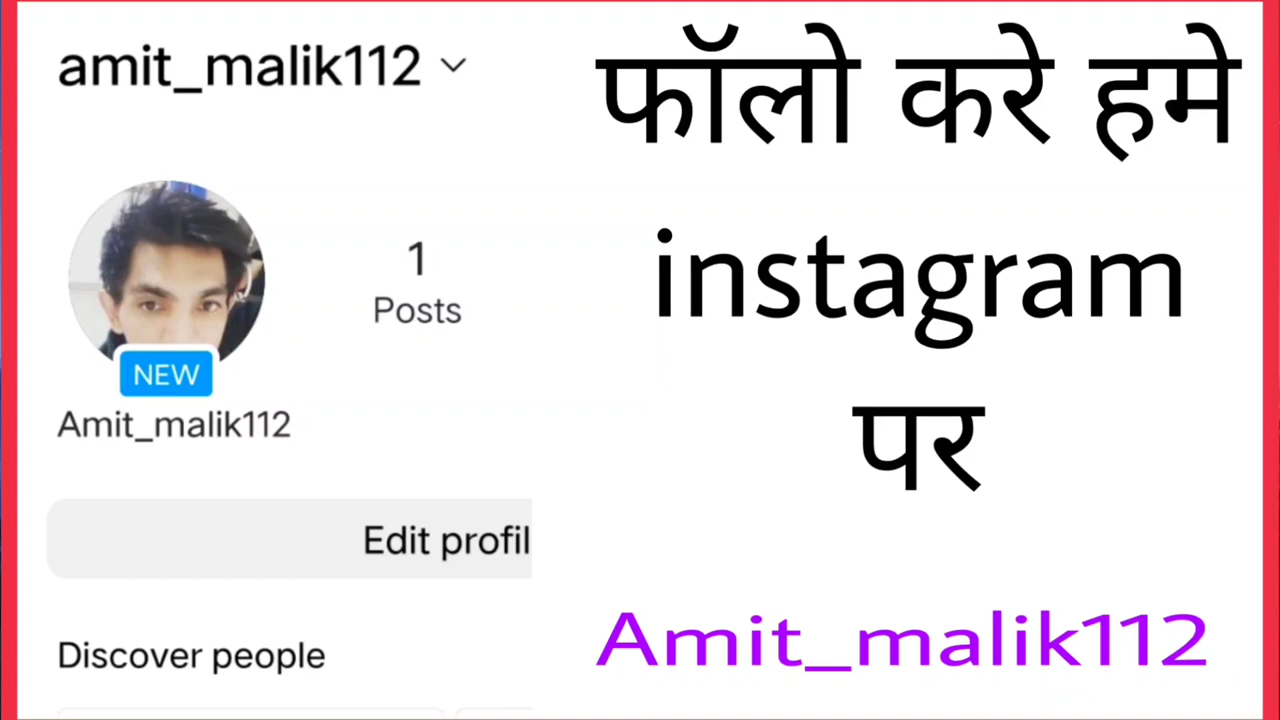 amit_malik112
1
Posts
NEW
Amit_malik112
Edit profil
Discover people
फॉलो करे हमे
instagram
पर
Amit_malik112